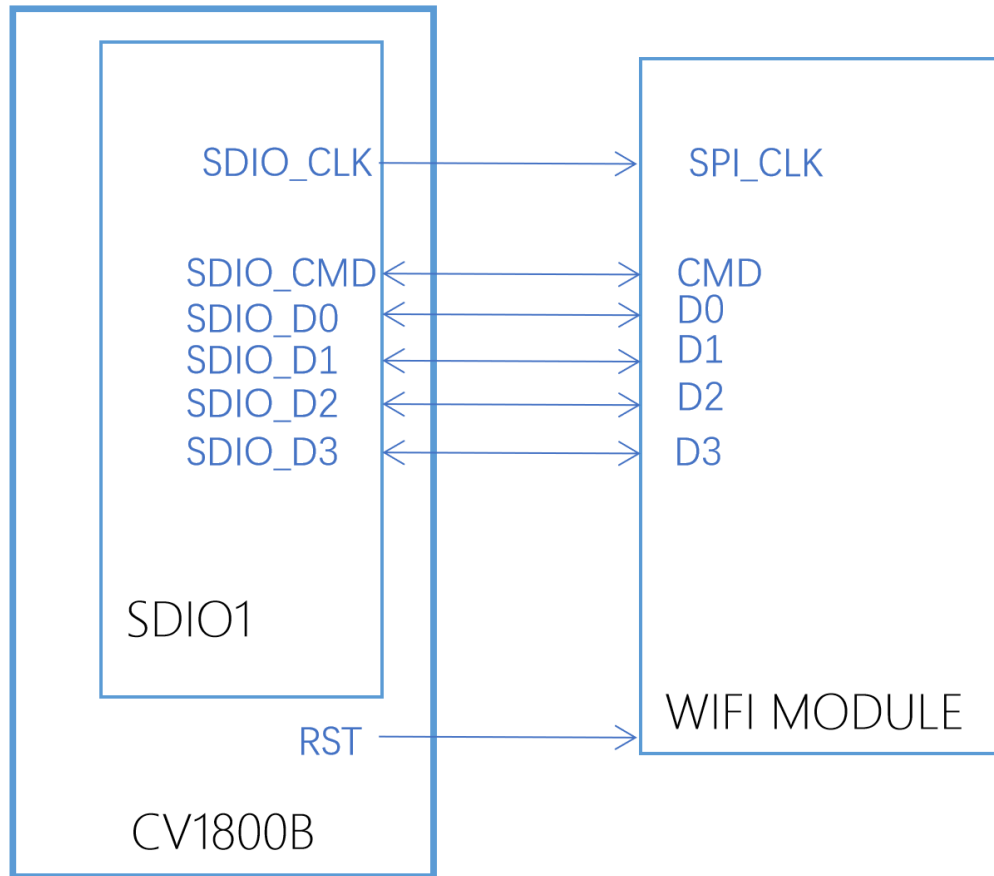 SDIO_CLK
SPI_CLK
SDIO_CMD
CMD
SDIO_D0
D0
SDIO_D1
D1
SDIO_D2
D2
SDIO_D3
D3
SDIO1
WIFI MODULE
RST
CV1800B